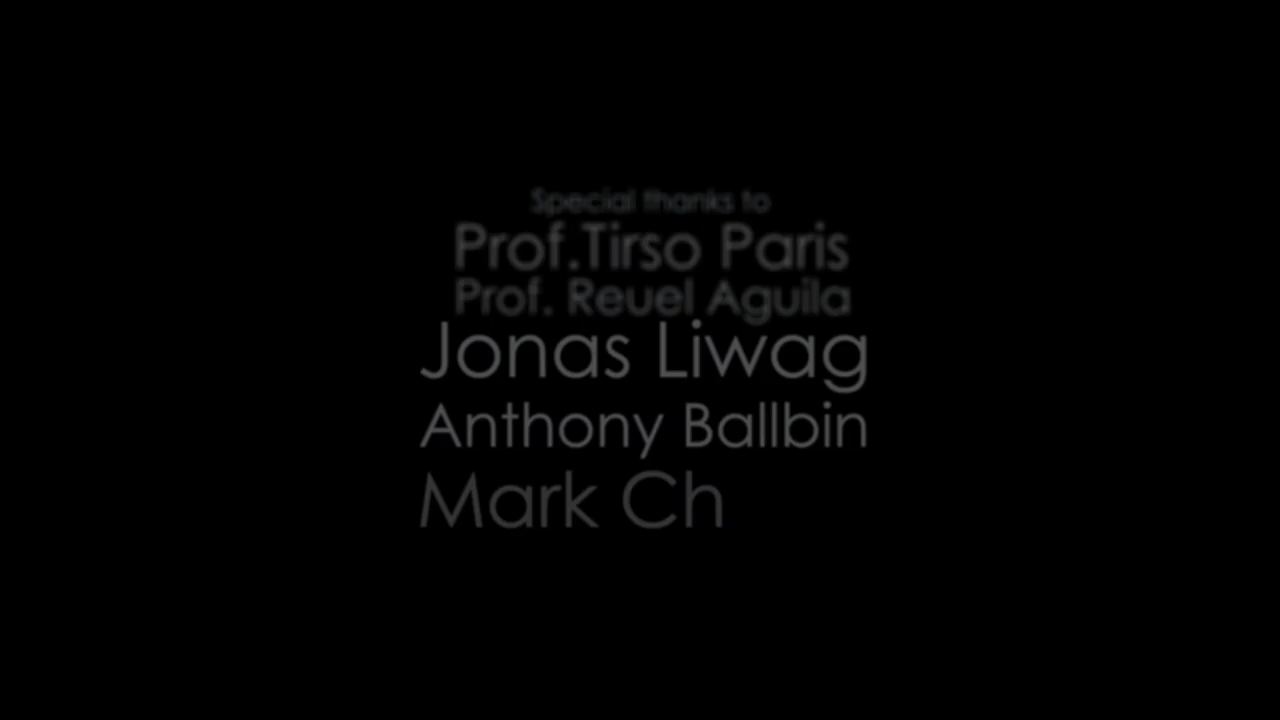 Special thanks to
Prof.Tirso Paris
Prof. Reuel Aguila
Jonas Liwag
Anthony Ballbin
Mark Ch